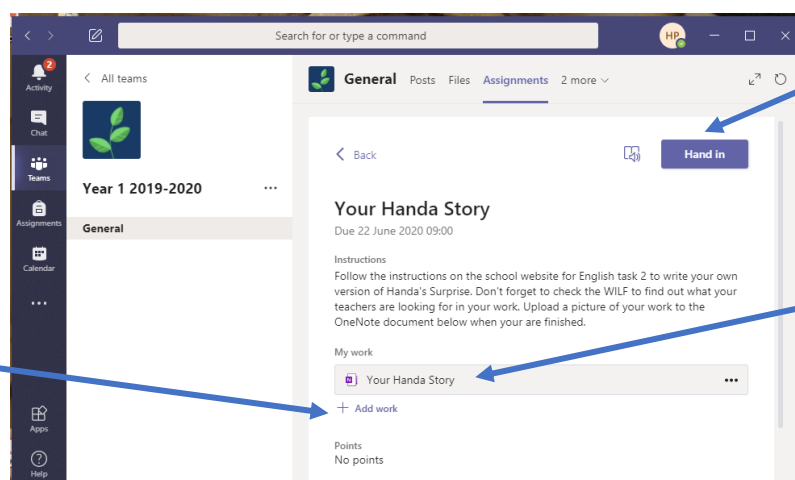 Search for or type a command
HP
2
Activity
Chat
Teams
Assignments
Calendar
Apps
Help
All teams
Year 1 2019-2020
General
General Posts Files Assignments 2 more
Back
Hand in
Your Handa Story
Due 22 June 2020 09:00
Instructions
Follow the instructions on the school website for English task 2 to write your own
version of Handa's Surprise. Don't forget to check the WILF to find out what your
teachers are looking for in your work. Upload a picture of your work to the
OneNote document below when your are finished.
My work
Your Handa Story
+ Add work
Points
No points